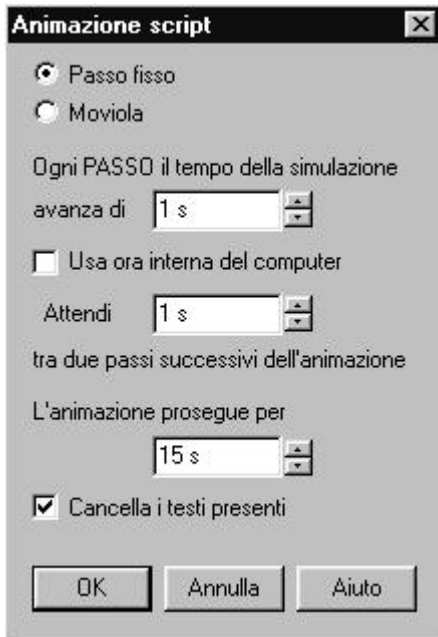 Animazione script
Passo fisso
Moviola
Ogni PASSO il tempo della simulazione
avanza di 1 s
Usa ora interna del computer
Attendi 1 s
tra due passi successivi dell'animazione
L'animazione prosegue per
15 s
Cancella i testi presenti
OK Annulla Aiuto